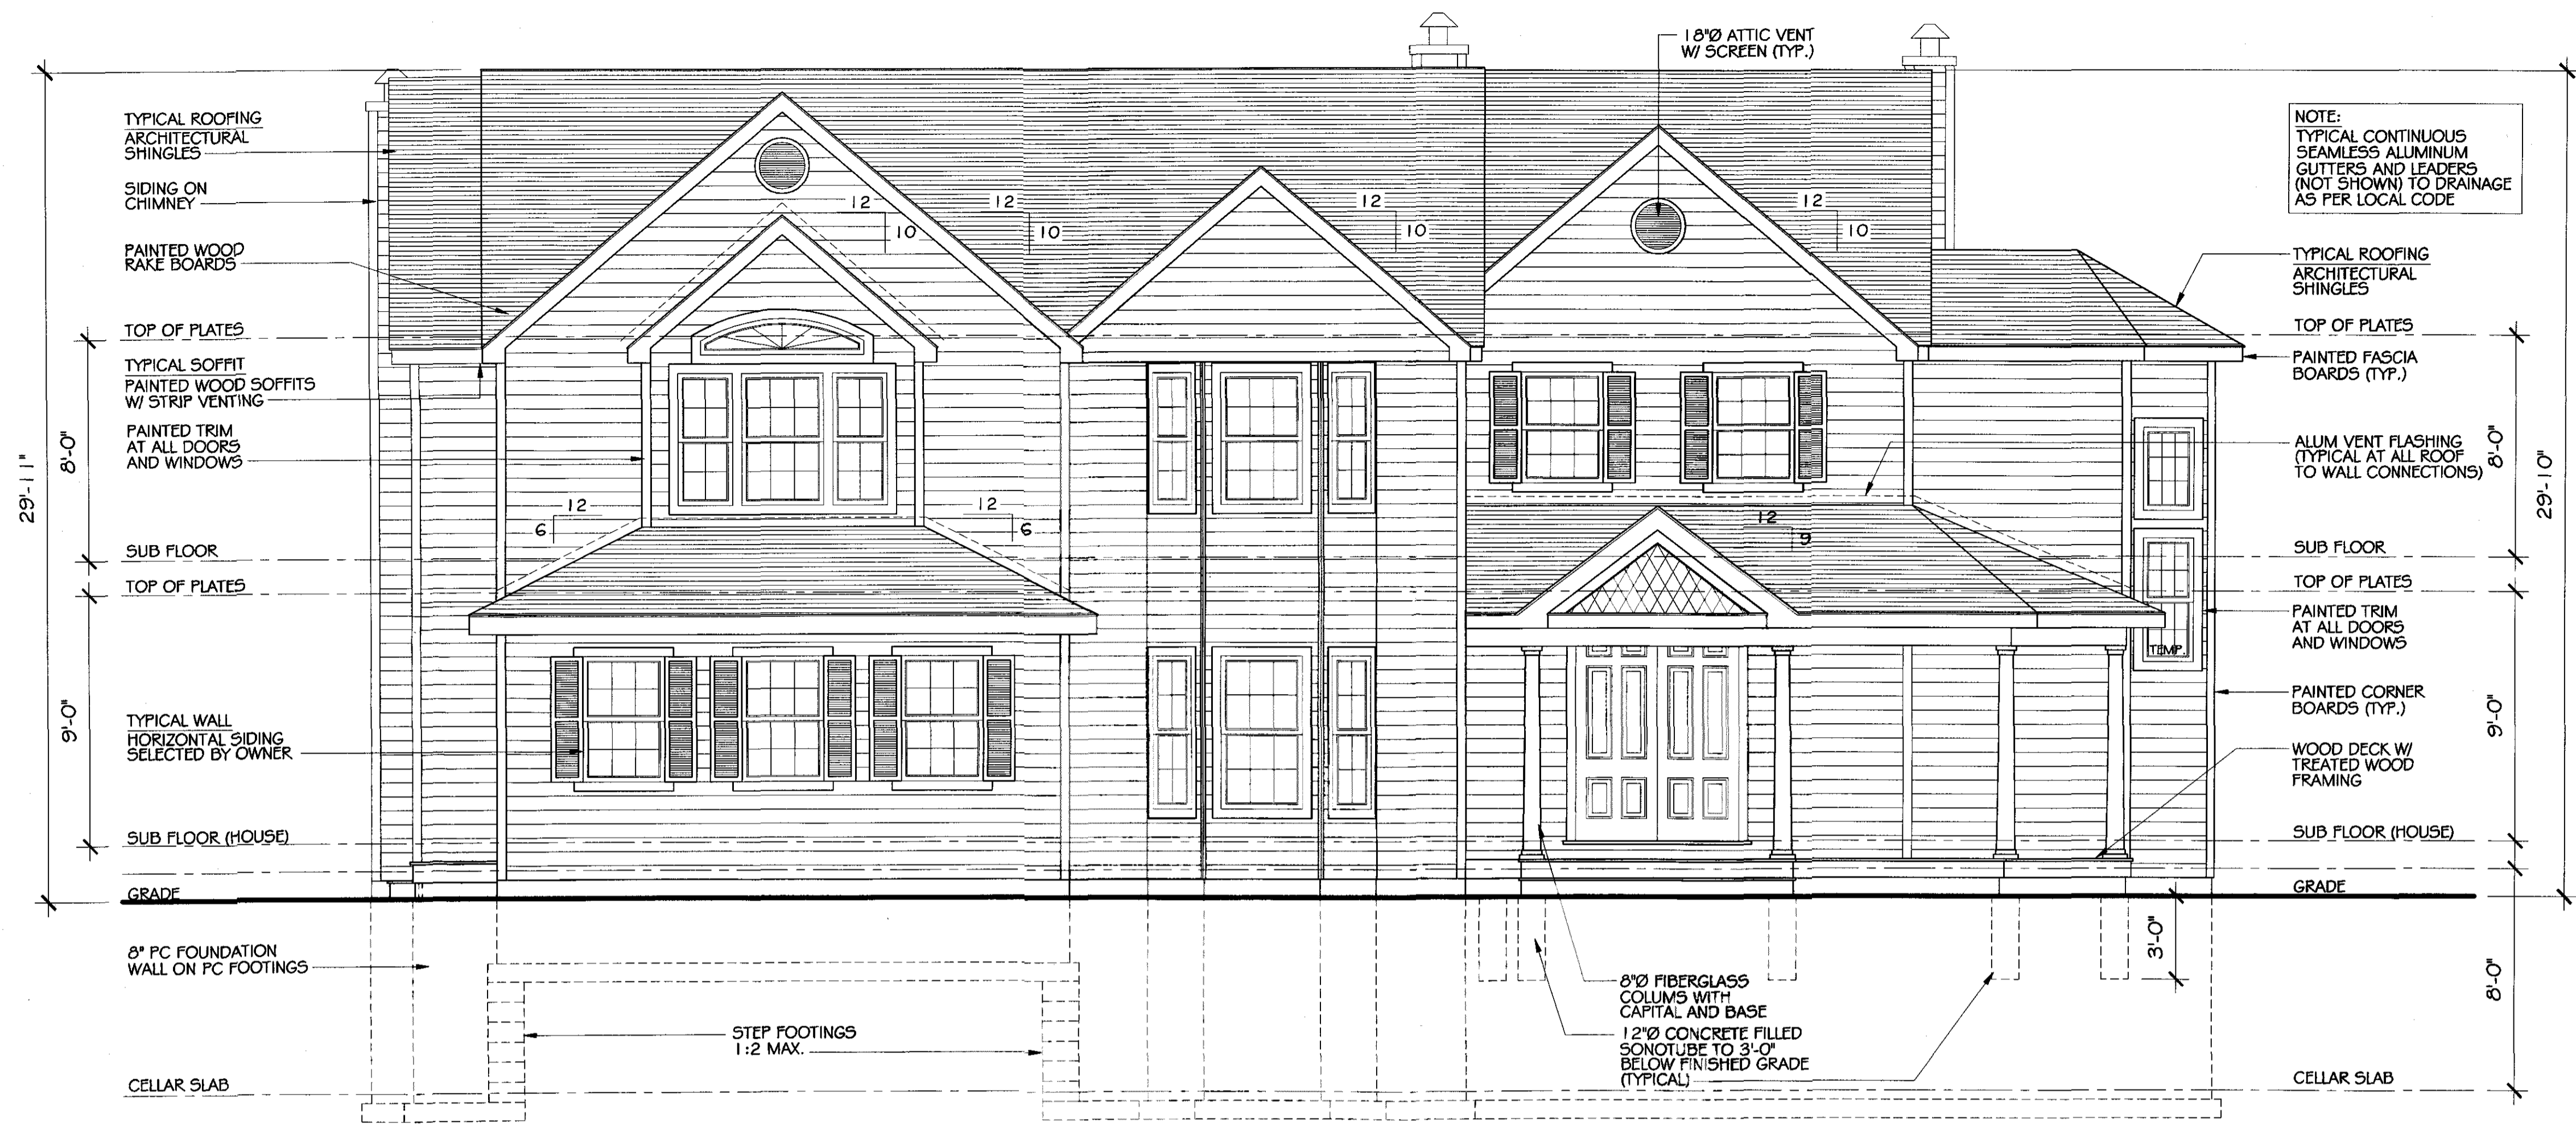 18"Ø ATTIC VENT
W/ SCREEN (TYP.)
TYPICAL ROOFING
ARCHITECTURAL
SHINGLES
SIDING ON
CHIMNEY
PAINTED WOOD
RAKE BOARDS
TOP OF PLATES
TYPICAL SOFFIT
PAINTED WOOD SOFFITS
W/ STRIP VENTING
PAINTED TRIM
AT ALL DOORS
AND WINDOWS
SUB FLOOR
TOP OF PLATES
TYPICAL WALL
HORIZONTAL SIDING
SELECTED BY OWNER
SUB FLOOR (HOUSE)
GRADE
8" PC FOUNDATION
WALL ON PC FOOTINGS
CELLAR SLAB
29'-11"
8'-0"
9'-0"
12
10
12
10
12
10
12
10
12
6
12
6
12
9
TEMP.
STEP FOOTINGS
1:2 MAX.
8"Ø FIBERGLASS
COLUMS WITH
CAPITAL AND BASE
12"Ø CONCRETE FILLED
SONOTUBE TO 3'-0"
BELOW FINISHED GRADE
(TYPICAL)
3'-0"
NOTE:
TYPICAL CONTINUOUS
SEAMLESS ALUMINUM
GUTTERS AND LEADERS
(NOT SHOWN) TO DRAINAGE
AS PER LOCAL CODE
TYPICAL ROOFING
ARCHITECTURAL
SHINGLES
TOP OF PLATES
PAINTED FASCIA
BOARDS (TYP.)
ALUM VENT FLASHING
(TYPICAL AT ALL ROOF
TO WALL CONNECTIONS)
SUB FLOOR
TOP OF PLATES
PAINTED TRIM
AT ALL DOORS
AND WINDOWS
PAINTED CORNER
BOARDS (TYP.)
WOOD DECK W/
TREATED WOOD
FRAMING
SUB FLOOR (HOUSE)
GRADE
CELLAR SLAB
8'-0"
29'-10"
9'-0"
8'-0"